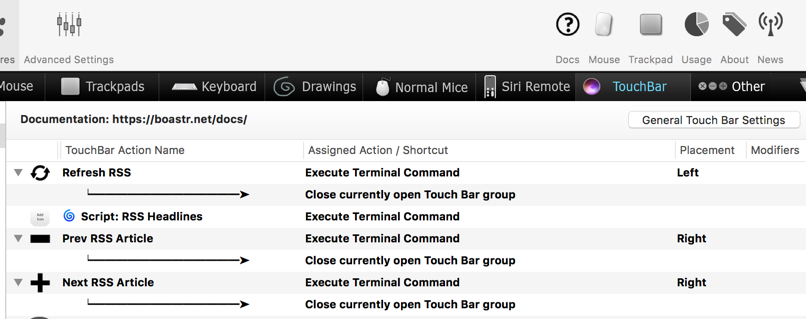 res
Advanced Settings
Docs
Mouse
Trackpad
Usage
About
News
Mouse
Trackpads
Keyboard
Drawings
Normal Mice
Siri Remote
TouchBar
Other
Documentation: https://boastr.net/docs/
General Touch Bar Settings
TouchBar Action Name Assigned Action / Shortcut Placement Modifiers
Refresh RSS Execute Terminal Command Left
Close currently open Touch Bar group
Script: RSS Headlines Execute Terminal Command
Prev RSS Article Execute Terminal Command Right
Close currently open Touch Bar group
Next RSS Article Execute Terminal Command Right
Close currently open Touch Bar group